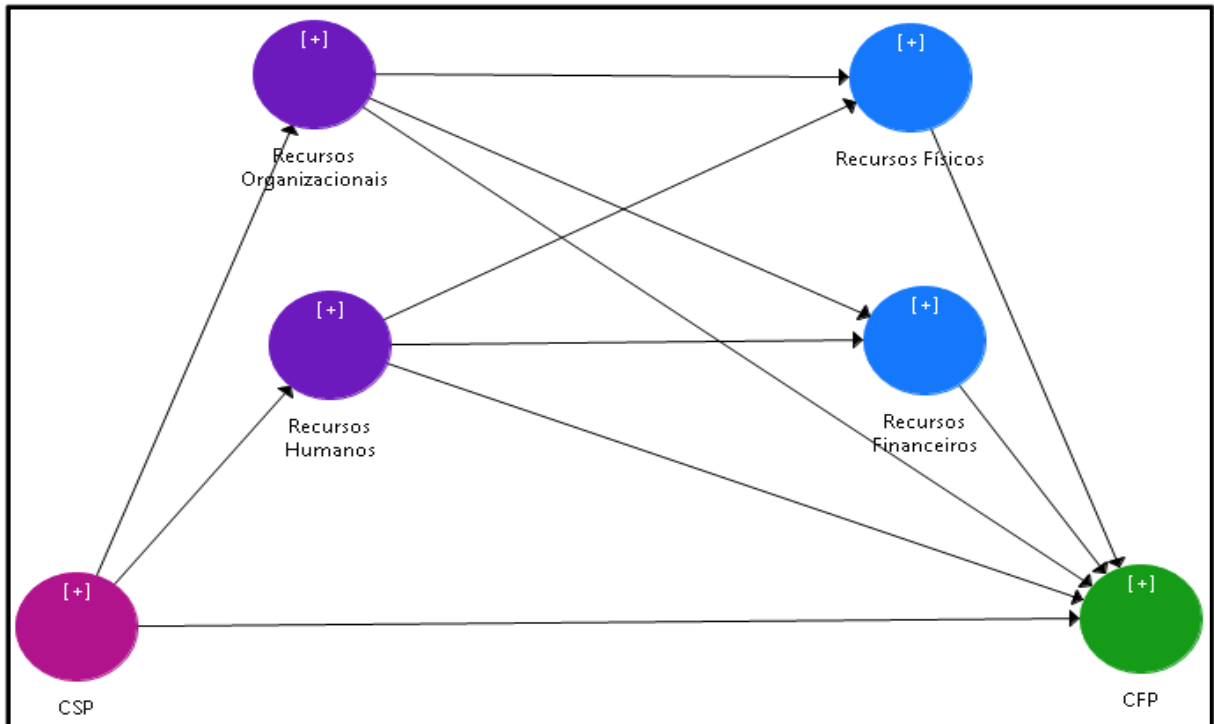 [+]
Recursos
Organizacionais
[+]
Recursos Físicos
[+]
Recursos
Humanos
[+]
Recursos
Financeiros
[+]
CSP
[+]
CFP